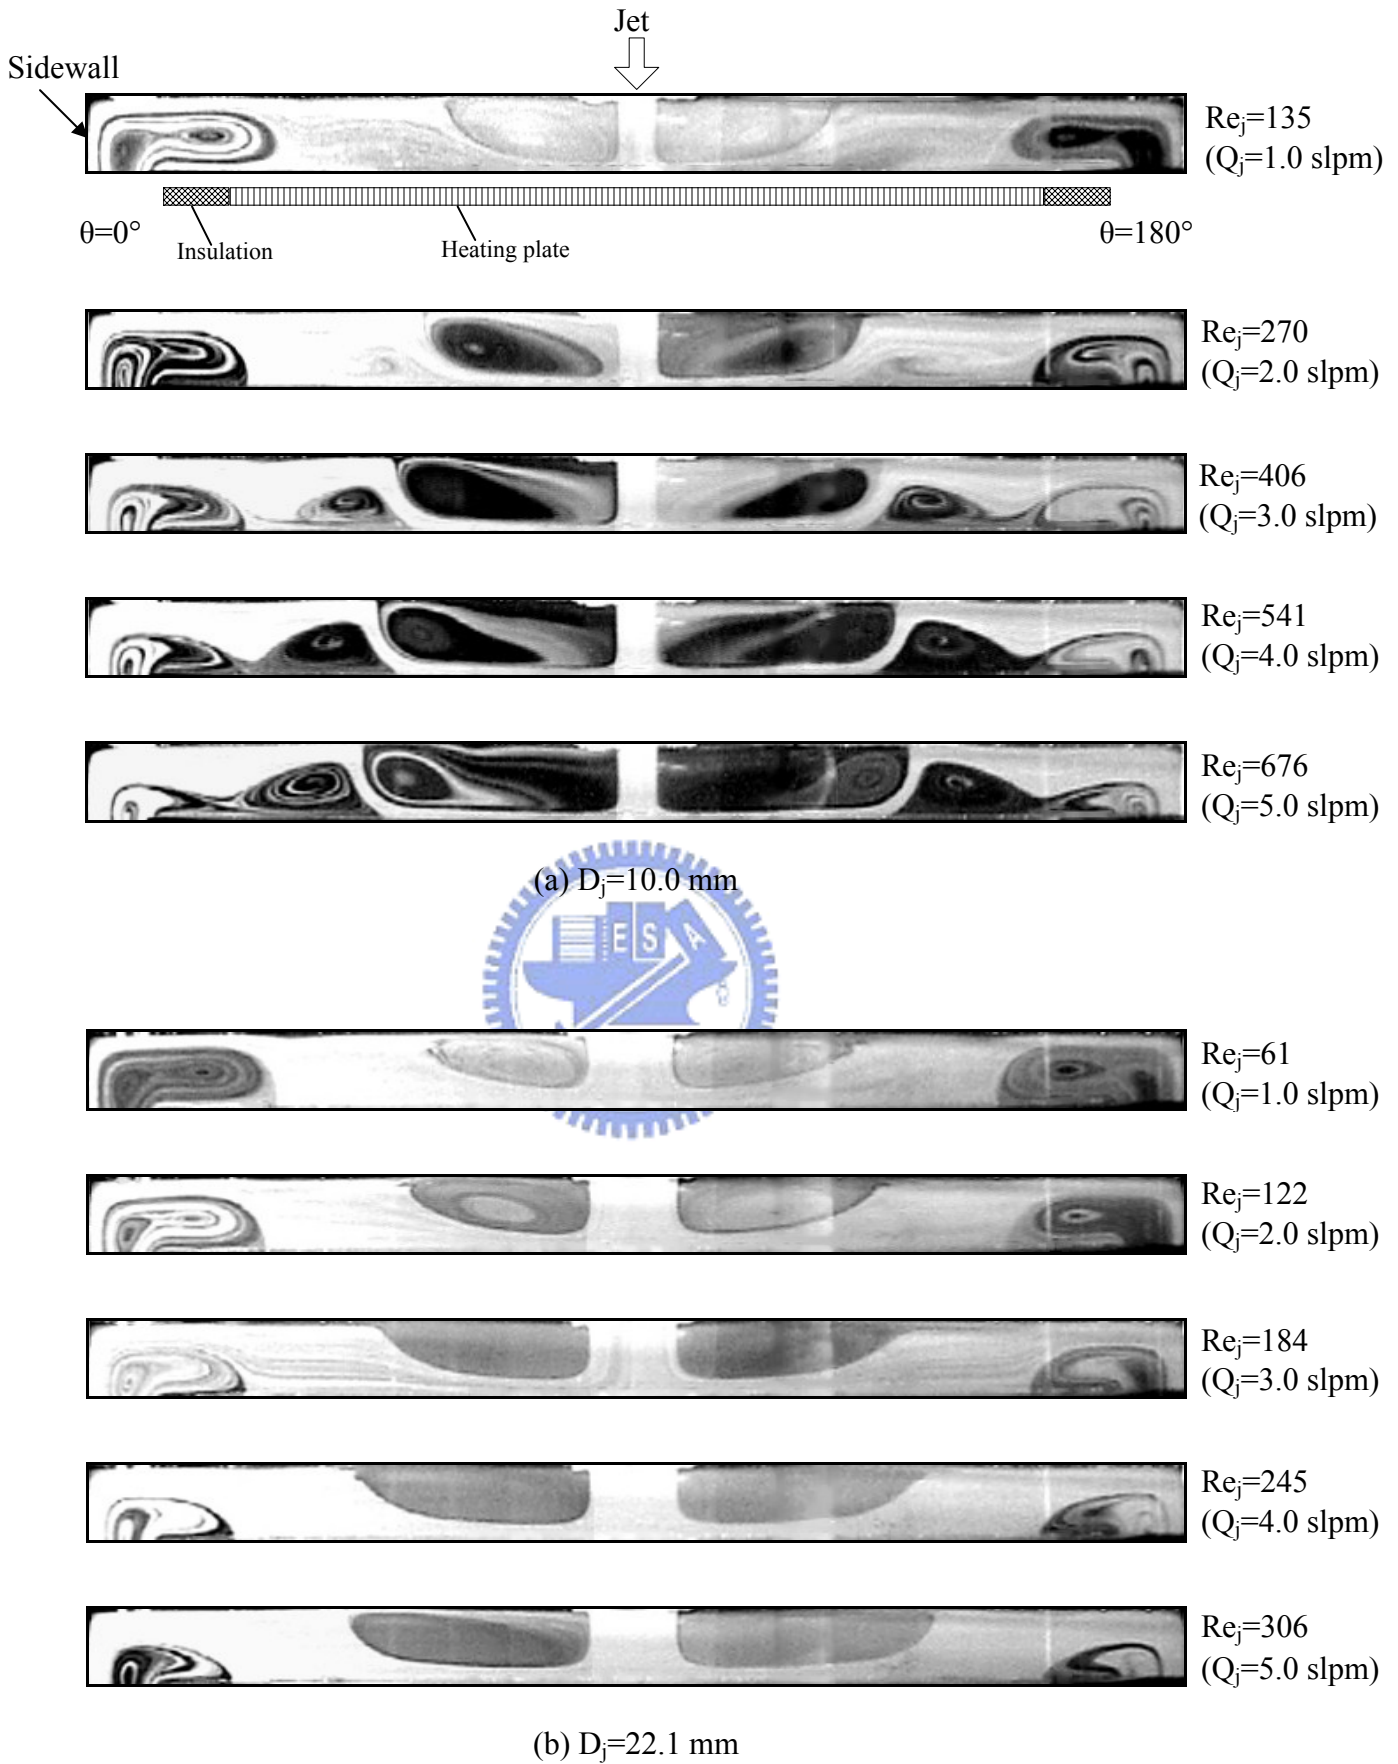 Jet
Sidewall
Re_j=135
(Q_j=1.0 slpm)
θ=0°
θ=180°
Insulation
Heating plate
Re_j=270
(Q_j=2.0 slpm)
Re_j=406
(Q_j=3.0 slpm)
Re_j=541
(Q_j=4.0 slpm)
Re_j=676
(Q_j=5.0 slpm)
(a) D_j=10.0 mm
E S A
Re_j=61
(Q_j=1.0 slpm)
Re_j=122
(Q_j=2.0 slpm)
Re_j=184
(Q_j=3.0 slpm)
Re_j=245
(Q_j=4.0 slpm)
Re_j=306
(Q_j=5.0 slpm)
(b) D_j=22.1 mm